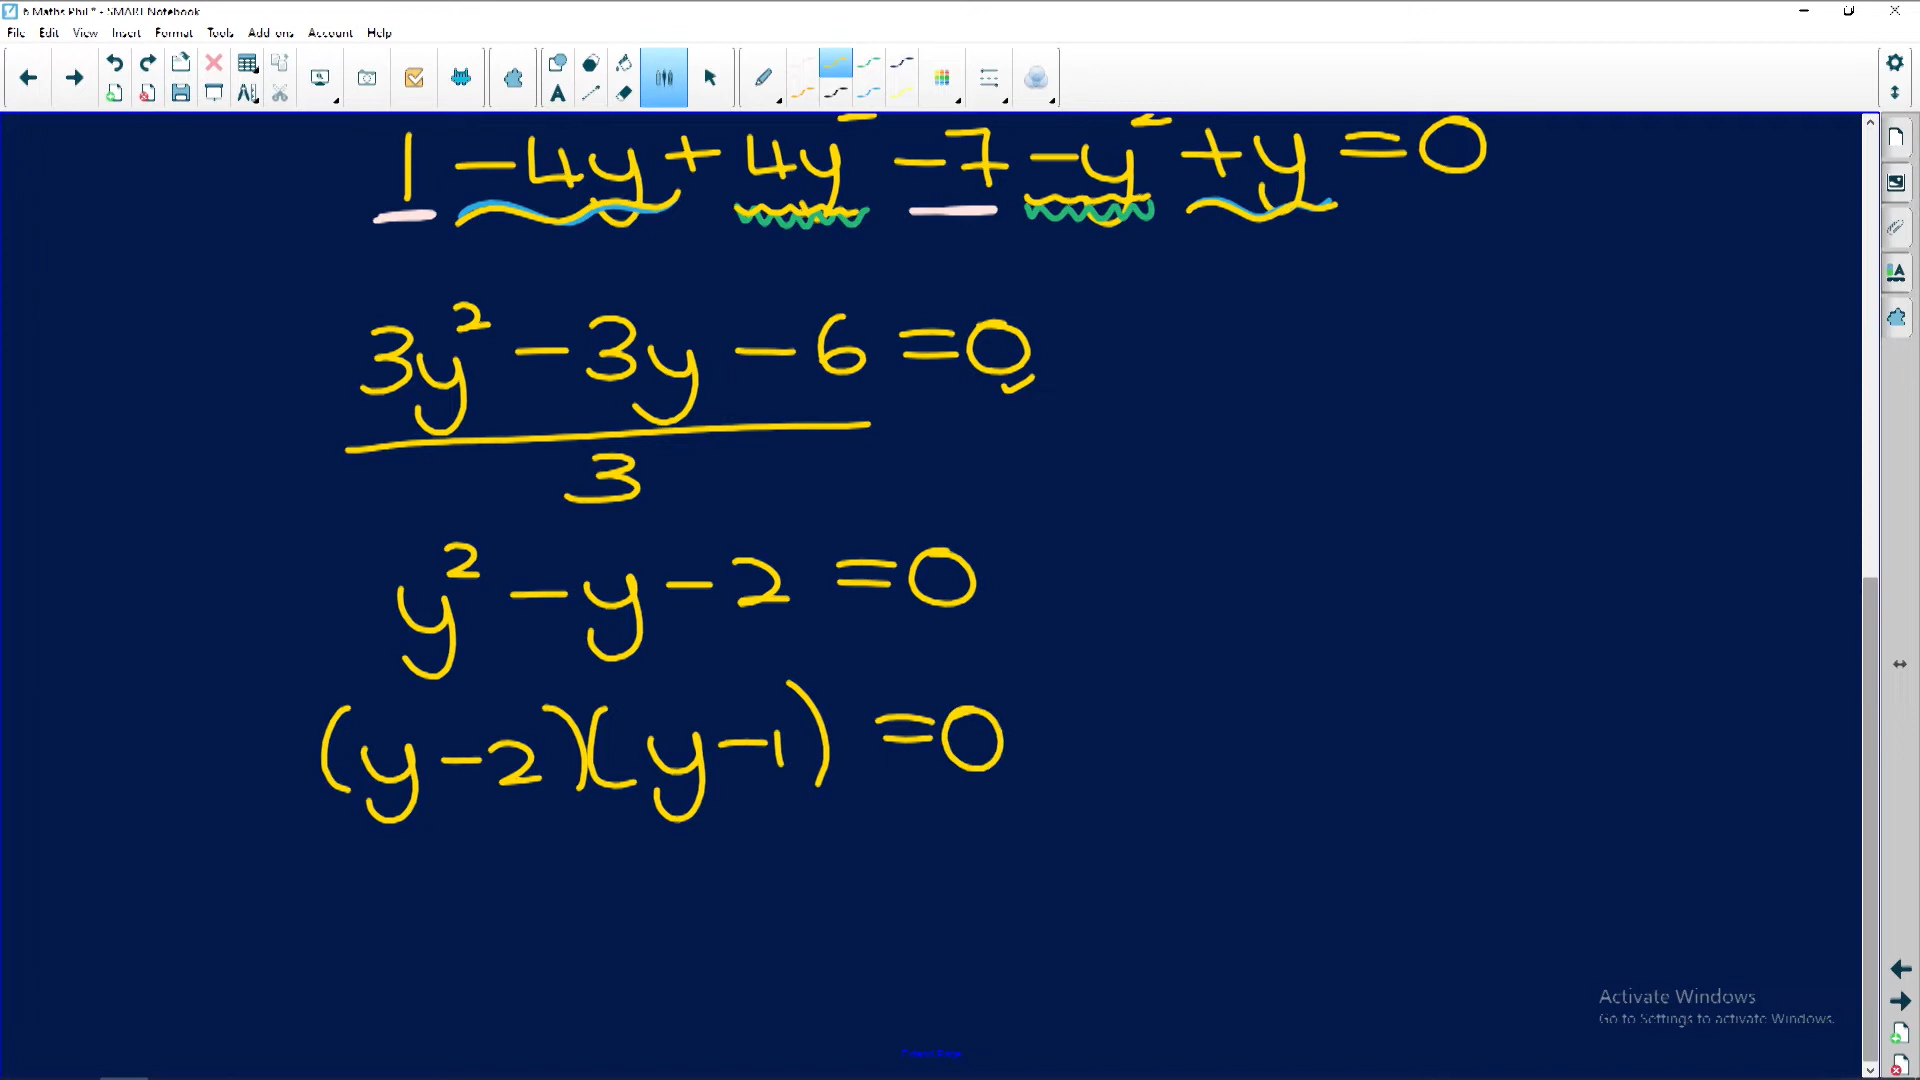 6 Maths Phil * - SMART Notebook
File Edit View Insert Format Tools Add-ons Account Help
1 - 4y + 4y² - 7 - y² + y = 0
3y² - 3y - 6 = 0
3
y² - y - 2 = 0
(y - 2)(y - 1) = 0
Activate Windows
Go to Settings to activate Windows.